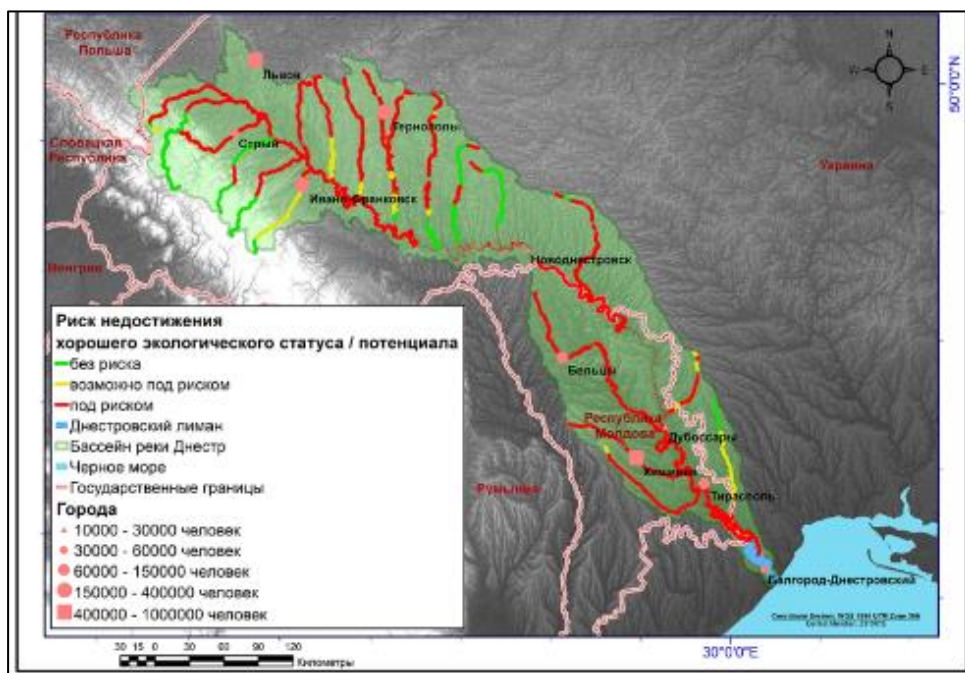 Республика
Польша
N
W
E
S
50°0'0"N
Львов
Тернополь
Словацкая
Республика
Стрый
Украина
Ивано-Франковск
Венгрия
Новоднестровск
Риск недостижения
хорошего экологического статуса / потенциала
без риска
возможно под риском
под риском
Днестровский лиман
Бассейн реки Днестр
Черное море
Государственные границы
Города
10000 - 30000 человек
30000 - 60000 человек
60000 - 150000 человек
150000 - 400000 человек
400000 - 1000000 человек
Бельцы
Республика
Молдова
Дубоссары
Кишинев
Румыния
Тирасполь
Белгород-Днестровский
30 15 0 30 60 90 120
Километры
30°0'0"E